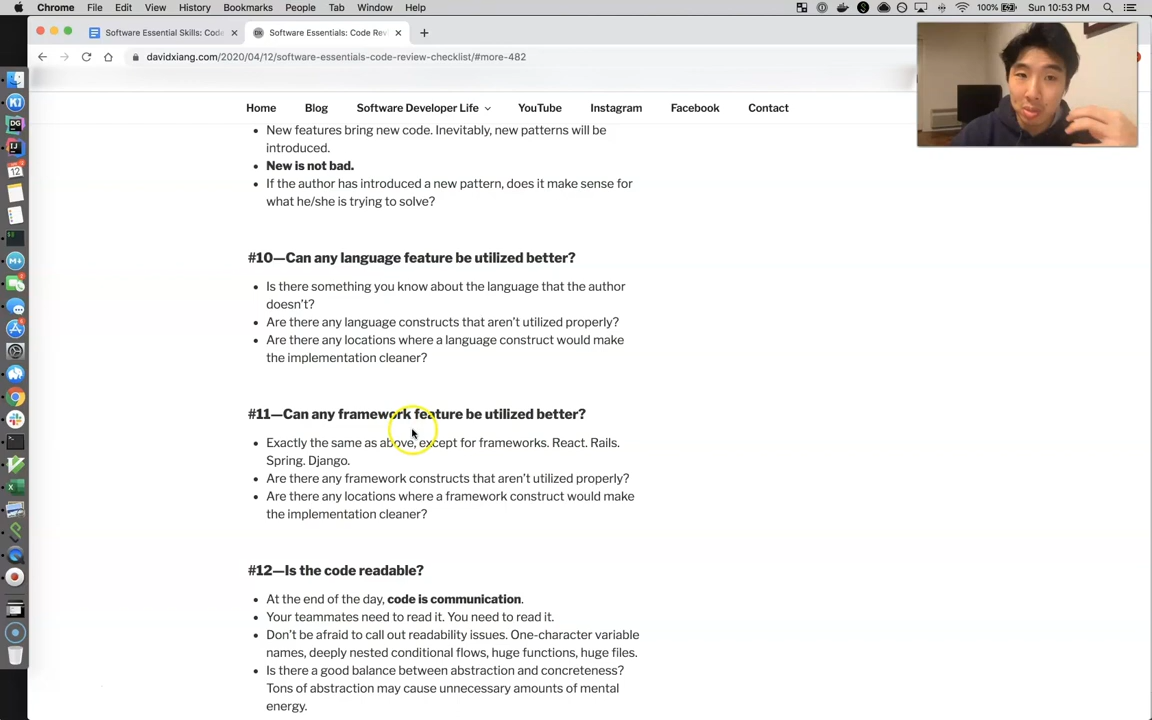 Chrome File Edit View History Bookmarks People Tab Window Help 100% Sun 10:53 PM
Software Essential Skills: Code
Software Essentials: Code Rev
davidxiang.com/2020/04/12/software-essentials-code-review-checklist/#more-482
Home Blog Software Developer Life YouTube Instagram Facebook Contact
• New features bring new code. Inevitably, new patterns will be
introduced.
• New is not bad.
• If the author has introduced a new pattern, does it make sense for
what he/she is trying to solve?
#10—Can any language feature be utilized better?
• Is there something you know about the language that the author
doesn’t?
• Are there any language constructs that aren’t utilized properly?
• Are there any locations where a language construct would make
the implementation cleaner?
#11—Can any framework feature be utilized better?
• Exactly the same as above, except for frameworks. React. Rails.
Spring. Django.
• Are there any framework constructs that aren’t utilized properly?
• Are there any locations where a framework construct would make
the implementation cleaner?
#12—Is the code readable?
• At the end of the day, code is communication.
• Your teammates need to read it. You need to read it.
• Don’t be afraid to call out readability issues. One-character variable
names, deeply nested conditional flows, huge functions, huge files.
• Is there a good balance between abstraction and concreteness?
Tons of abstraction may cause unnecessary amounts of mental
energy.